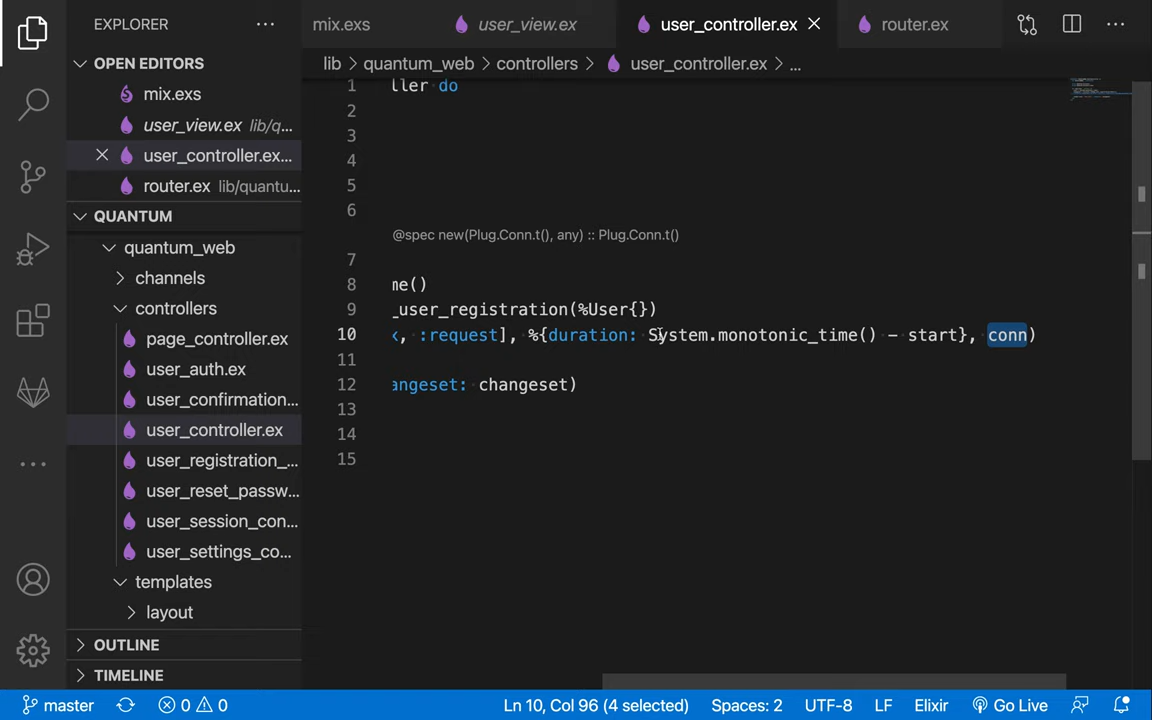 EXPLORER
mix.exs
user_view.ex
user_controller.ex
router.ex
OPEN EDITORS
mix.exs
user_view.ex lib/q...
user_controller.ex...
router.ex lib/quantu...
QUANTUM
quantum_web
channels
controllers
page_controller.ex
user_auth.ex
user_confirmation...
user_controller.ex
user_registration_...
user_reset_passw...
user_session_con...
user_settings_co...
templates
layout
OUTLINE
TIMELINE
lib > quantum_web > controllers > user_controller.ex > ...
1 ller do
2
3
4
5
6
@spec new(Plug.Conn.t(), any) :: Plug.Conn.t()
7
8 me()
9 _user_registration(%User{})
10 x, :request], %{duration: System.monotonic_time() - start}, conn)
11
12 angeset: changeset)
13
14
15
master 0 0 Ln 10, Col 96 (4 selected) Spaces: 2 UTF-8 LF Elixir Go Live